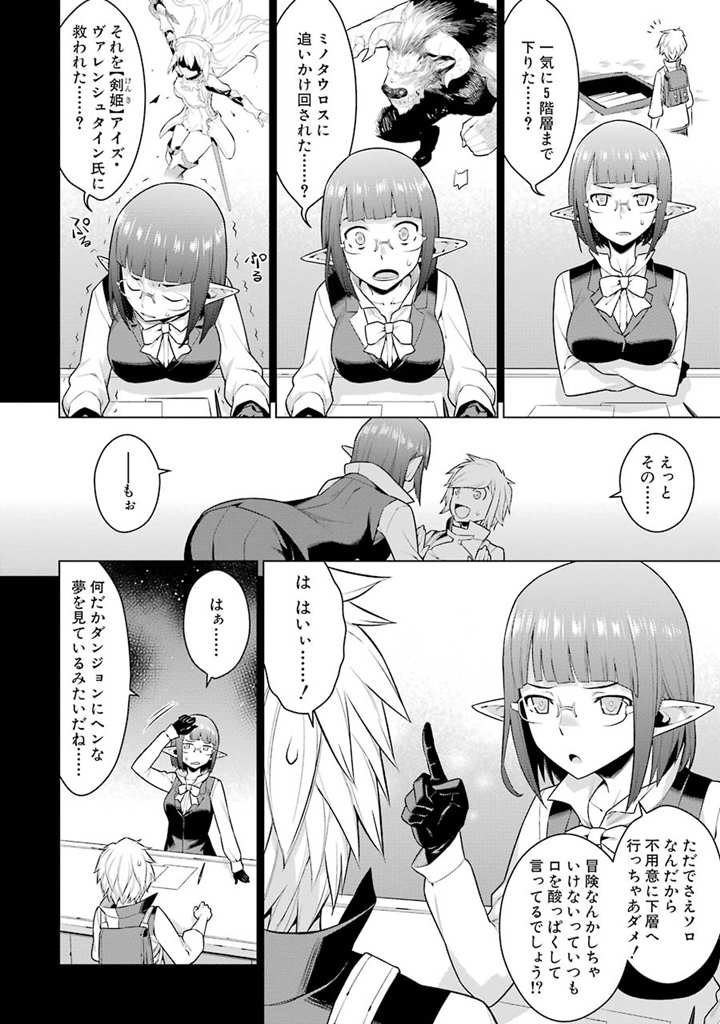 一気に5階層まで
下りた……?
ミノタウロスに
追いかけ回された……?
それを【剣姫】アイズ・
けんき
ヴァレンシュタイン氏に
救われた……?
ぷる
ぷるぷる
えっと
その……
──もぉ
ただでさえソロ
なんだから
不用意に下層へ
行っちゃあダメ!
冒険なんかしちゃ
いけないっていつも
口を酸っぱくして
言ってるでしょう!?
は はいぃ……!
はぁ……
何だかダンジョンにヘンな
夢を見ているみたいだね……